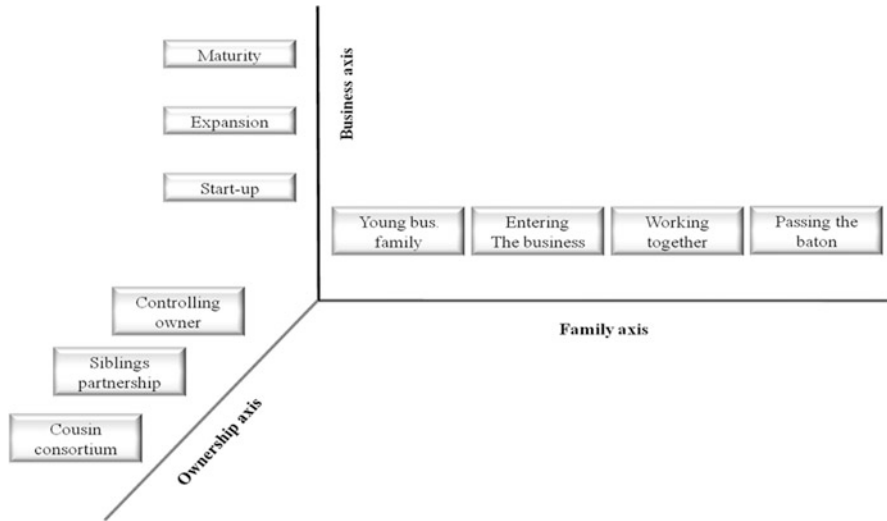 Maturity
Business axis
Expansion
Start-up
Young bus.
family
Entering
The business
Working
together
Passing the
baton
Controlling
owner
Family axis
Siblings
partnership
Ownership axis
Cousin
consortium